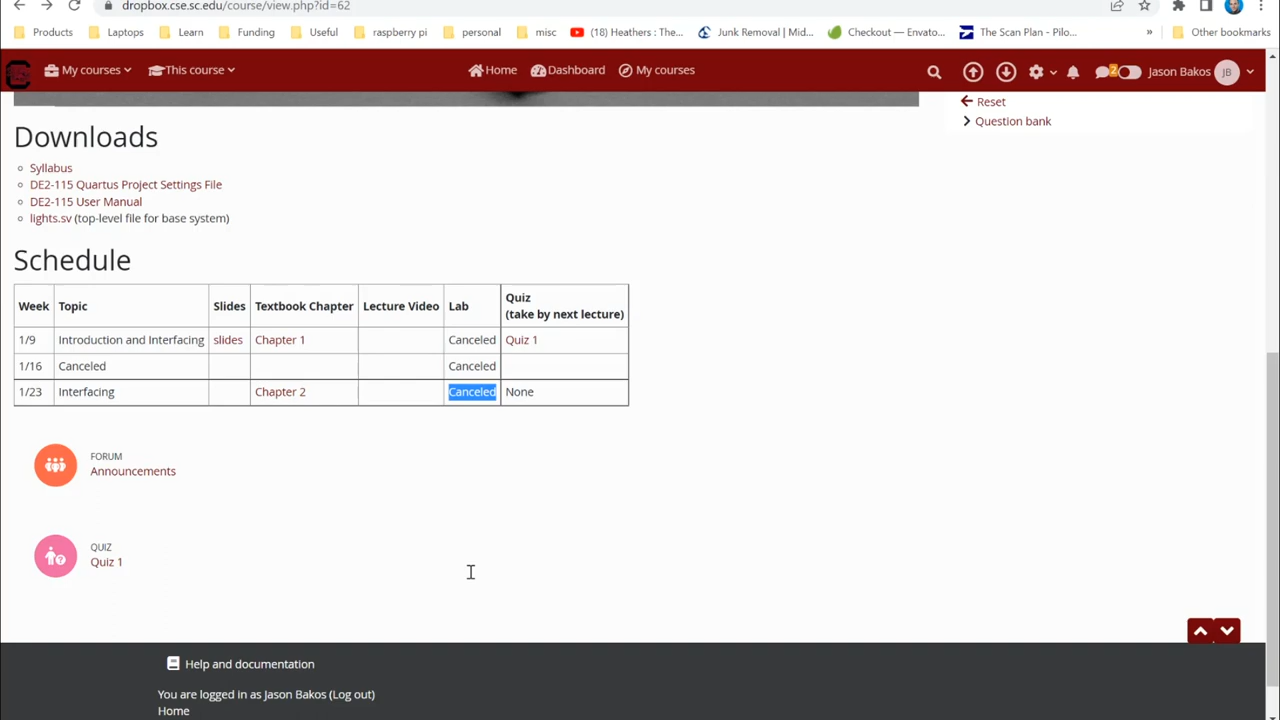 dropbox.cse.sc.edu/course/view.php?id=62
Products Laptops Learn Funding Useful raspberry pi personal misc (18) Heathers : The... Junk Removal | Mid... Checkout — Envato... The Scan Plan - Pilo... » Other bookmarks
My courses This course Home Dashboard My courses 2 Jason Bakos JB
Reset
Question bank
Downloads
Syllabus
DE2-115 Quartus Project Settings File
DE2-115 User Manual
lights.sv (top-level file for base system)
Schedule
Week Topic Slides Textbook Chapter Lecture Video Lab Quiz
(take by next lecture)
1/9 Introduction and Interfacing slides Chapter 1 Canceled Quiz 1
1/16 Canceled Canceled
1/23 Interfacing Chapter 2 Canceled None
FORUM
Announcements
QUIZ
Quiz 1
Help and documentation
You are logged in as Jason Bakos (Log out)
Home